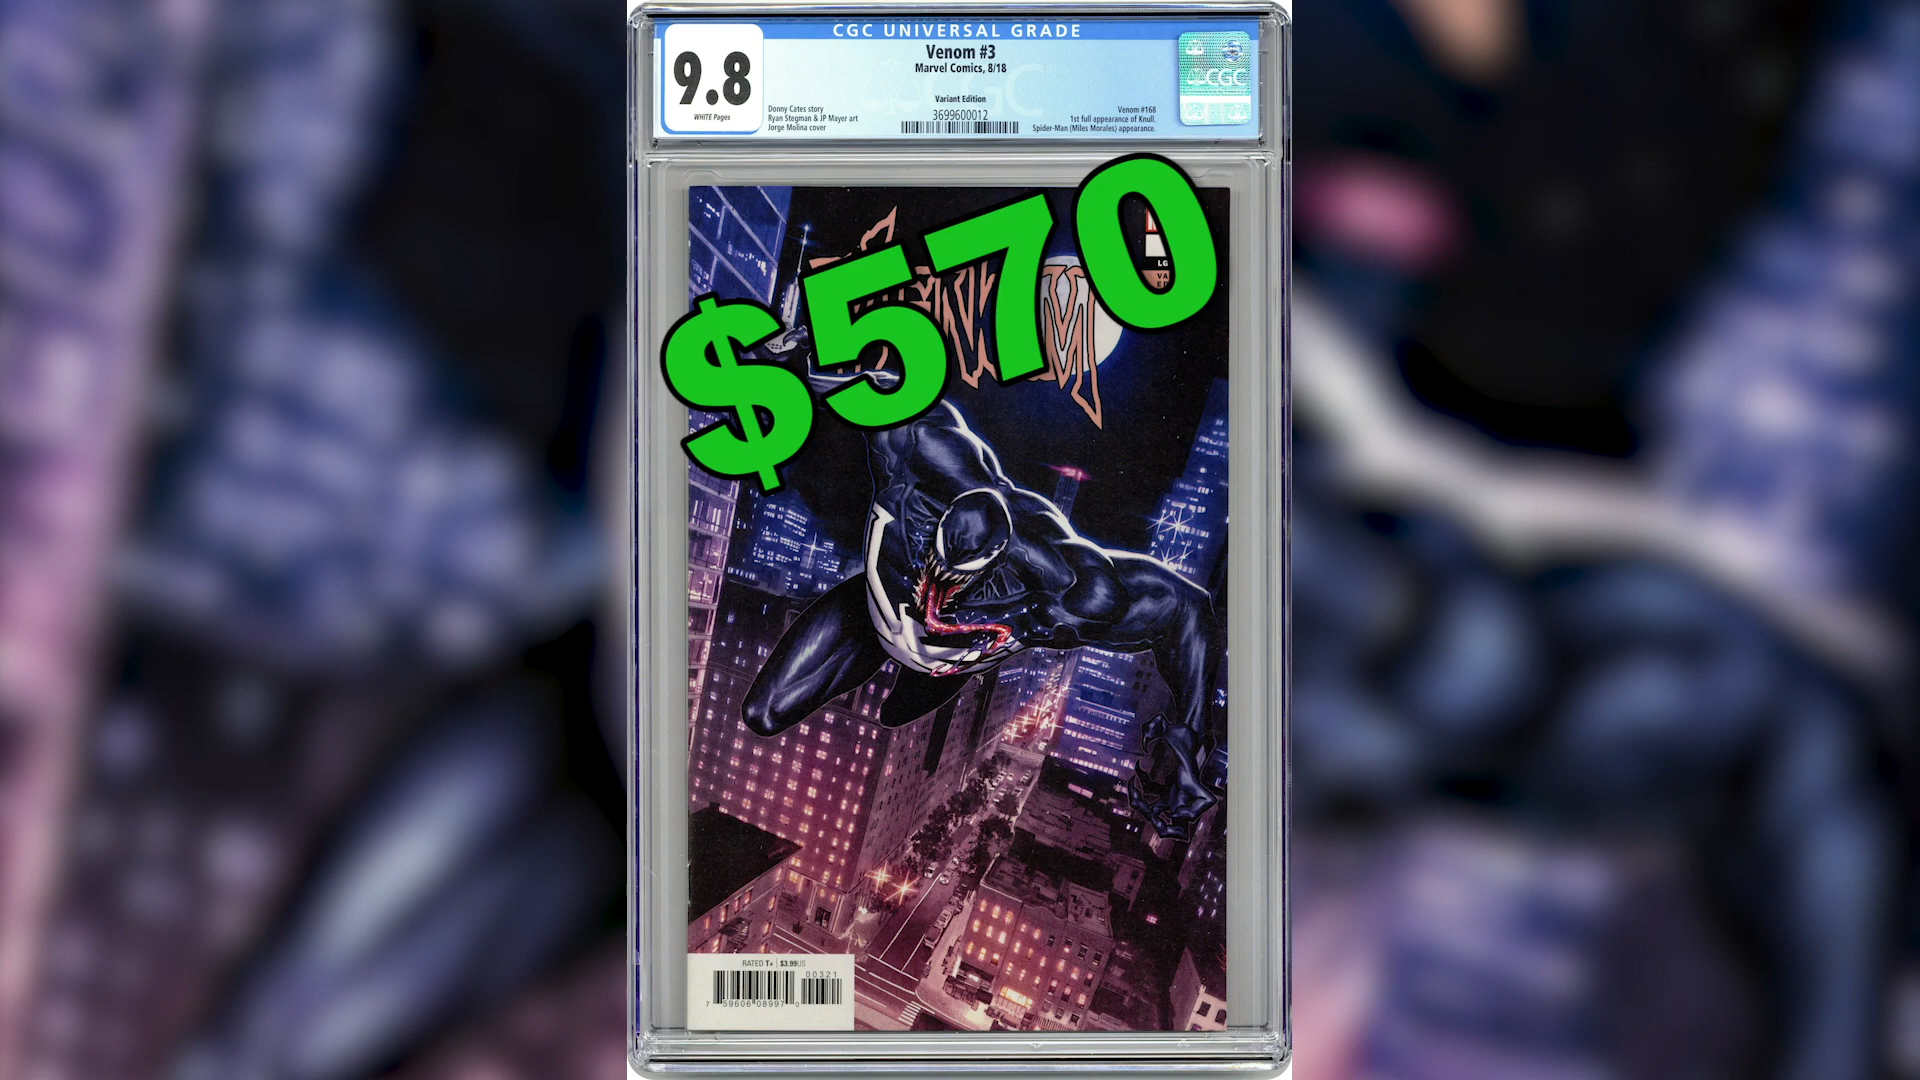 CGC UNIVERSAL GRADE
9.8
WHITE Pages
Venom #3
Marvel Comics, 8/18
Variant Edition
3699600012
Donny Cates story
Ryan Stegman & JP Mayer art
Jorge Molina cover
Venom #168
1st full appearance of Knull.
Spider-Man (Miles Morales) appearance.
CGC
$570
LG
RATED T+ | $3.99US
00321
7 59606 08997 0